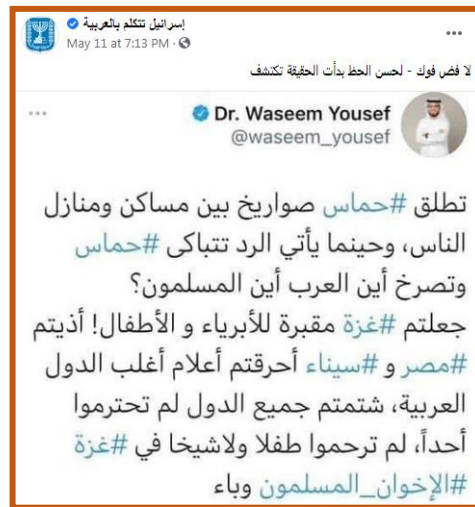 إسرائيل تتكلم بالعربية
May 11 at 7:13 PM ·
لا فض فوك - لحسن الحظ بدأت الحقيقة تكتشف
Dr. Waseem Yousef
@waseem_yousef
تطلق #حماس صواريخ بين مساكن ومنازل
الناس، وحينما يأتي الرد تتباكى #حماس
وتصرخ أين العرب أين المسلمون؟
جعلتم #غزة مقبرة للأبرياء و الأطفال! أذيتم
#مصر و #سيناء أحرقتم أعلام أغلب الدول
العربية، شتمتم جميع الدول لم تحترموا
أحداً، لم ترحموا طفلا ولاشيخا في #غزة
#الإخوان_المسلمون وباء